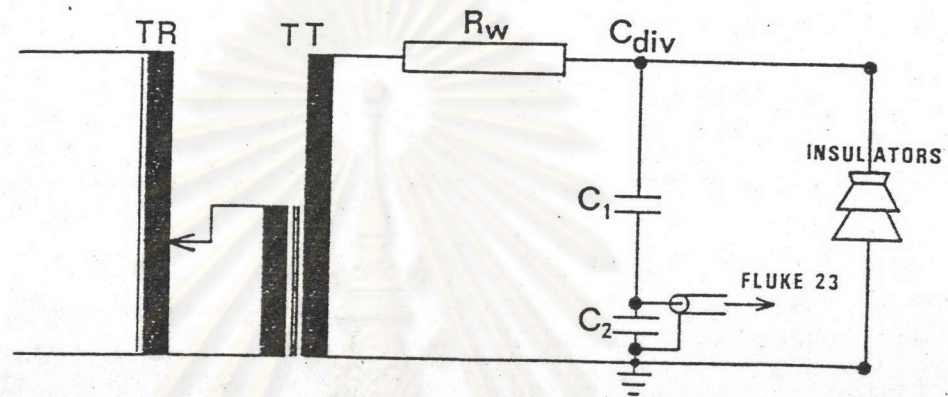 TR
TT
Rw
Cdiv
INSULATORS
C1
FLUKE 23
C2